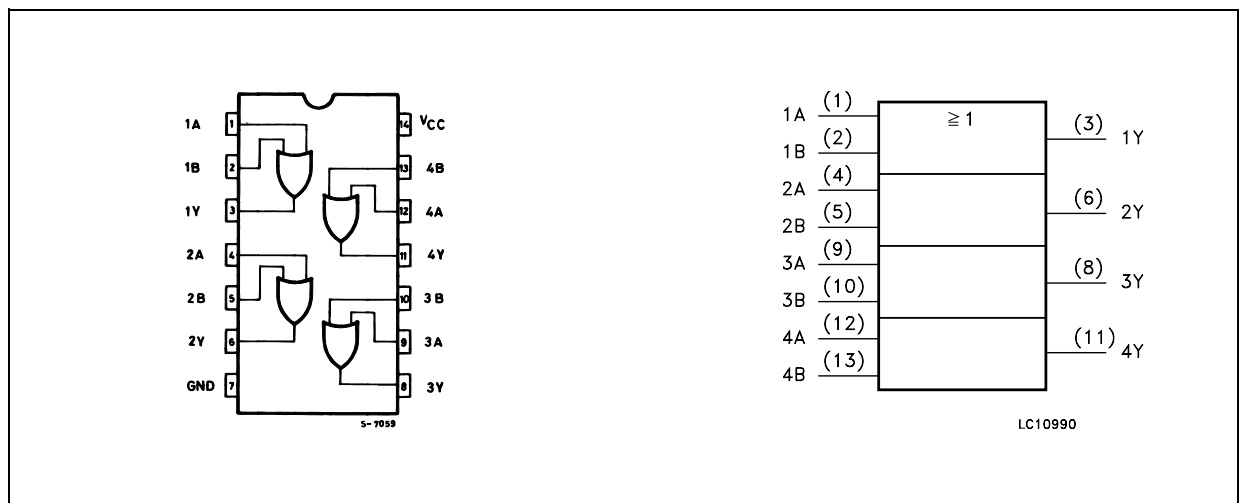 1A 1 14 VCC
1B 2 13 4B
1Y 3 12 4A
2A 4 11 4Y
2B 5 10 3B
2Y 6 9 3A
GND 7 8 3Y
S-7059
1A (1) ≧1 (3) 1Y
1B (2)
2A (4) (6) 2Y
2B (5)
3A (9) (8) 3Y
3B (10)
4A (12) (11) 4Y
4B (13)
LC10990